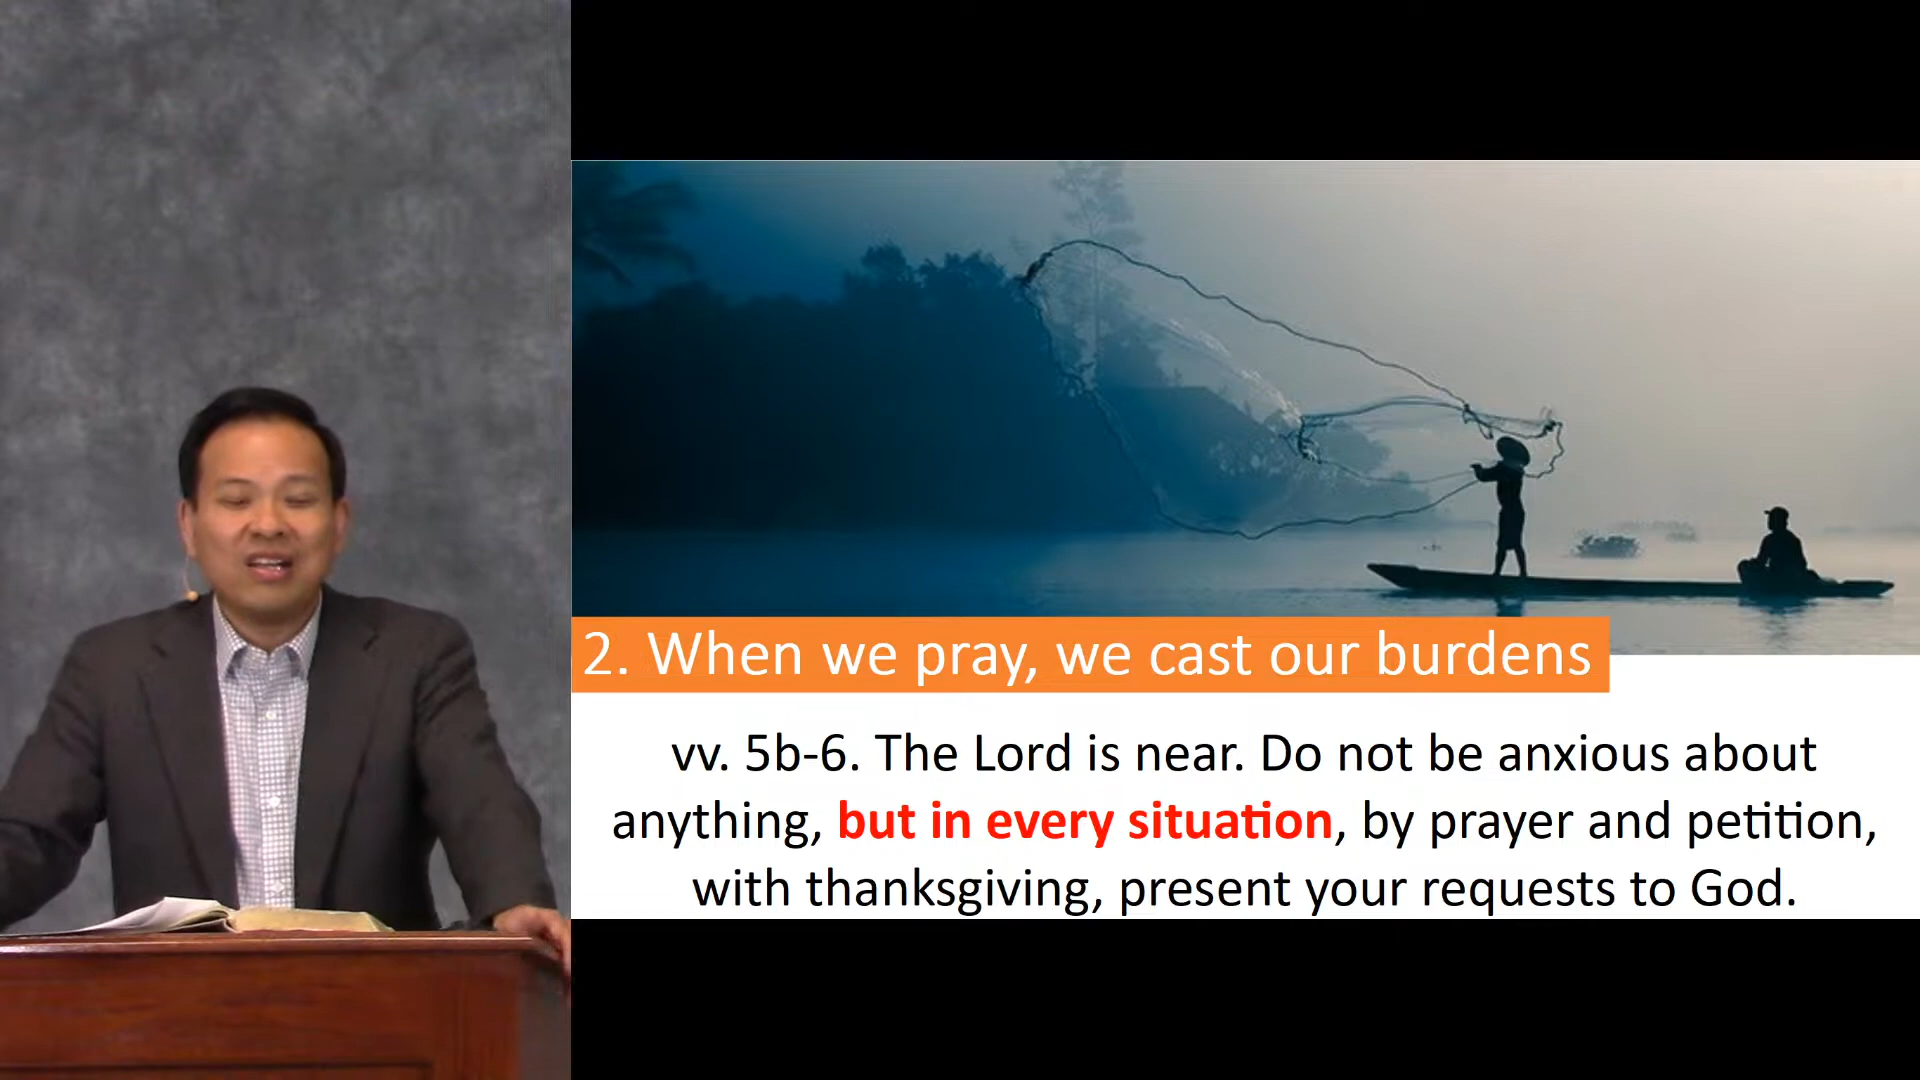 2. When we pray, we cast our burdens
vv. 5b-6. The Lord is near. Do not be anxious about
anything, but in every situation, by prayer and petition,
with thanksgiving, present your requests to God.